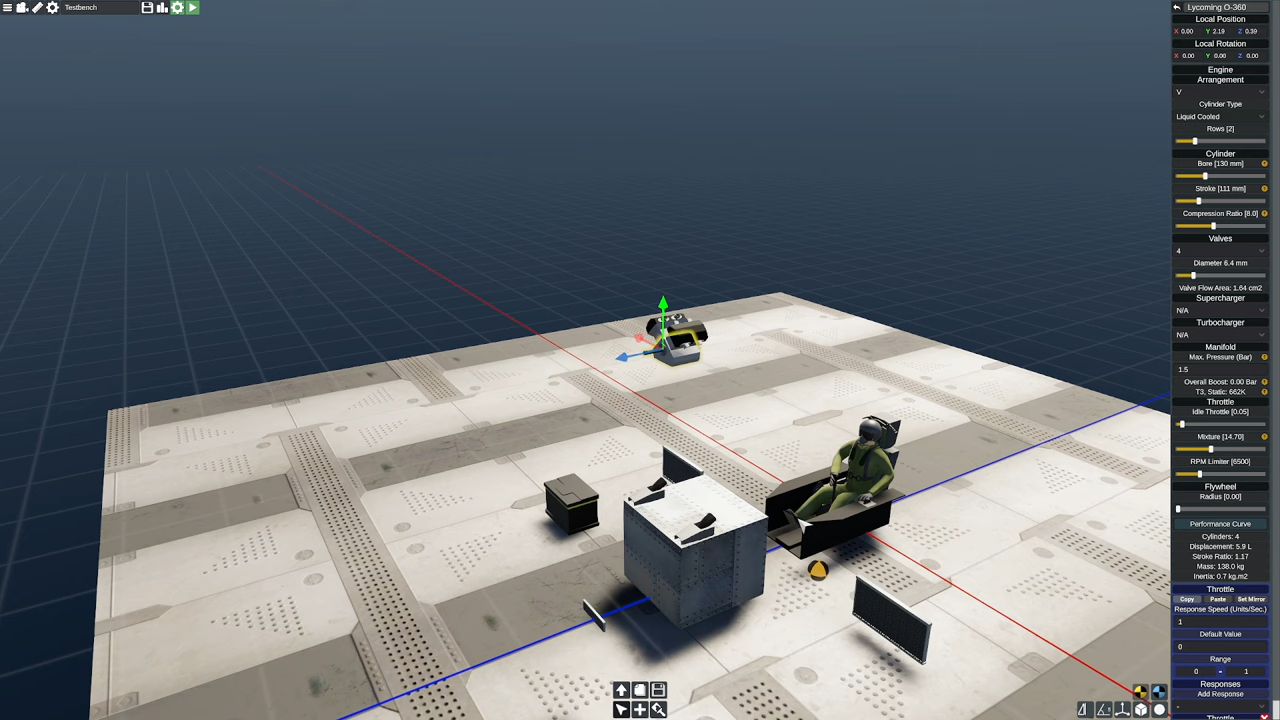 Testbench
Lycoming O-360
Local Position
X 0.00 Y 2.19 Z 0.39
Local Rotation
X 0.00 Y 0.00 Z 0.00
Engine
Arrangement
V
Cylinder Type
Liquid Cooled
Rows [2]
Cylinder
Bore [130 mm]
Stroke [111 mm]
Compression Ratio [8.0]
Valves
4
Diameter 6.4 mm
Valve Flow Area: 1.64 cm2
Supercharger
N/A
Turbocharger
N/A
Manifold
Max. Pressure (Bar)
1.5
Overall Boost: 0.00 Bar
T3, Static: 662K
Throttle
Idle Throttle [0.05]
Mixture [14.70]
RPM Limiter [6500]
Flywheel
Radius [0.00]
Performance Curve
Cylinders: 4
Displacement: 5.9 L
Stroke Ratio: 1.17
Mass: 138.0 kg
Inertia: 0.7 kg.m2
Throttle
Copy Paste Set Mirror
Response Speed (Units/Sec.)
1
Default Value
0
Range
0 - 1
Responses
Add Response
-
Throttle